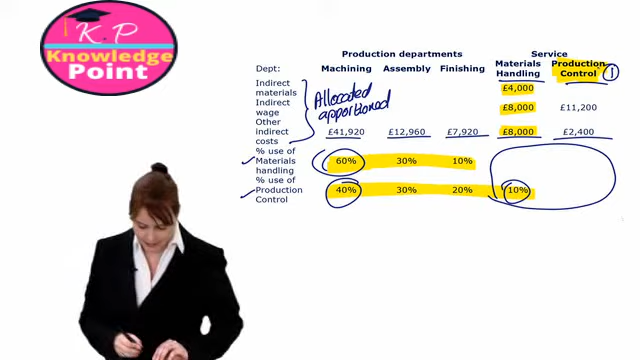 K.P
Knowledge
Point
Production departments Service
Dept: Machining Assembly Finishing Materials Handling Production Control 1
Indirect materials £4,000
Indirect wage £8,000 £11,200
Other indirect costs £41,920 £12,960 £7,920 £8,000 £2,400
Allocated
apportioned
% use of Materials handling 60% 30% 10%
% use of Production Control 40% 30% 20% 10%